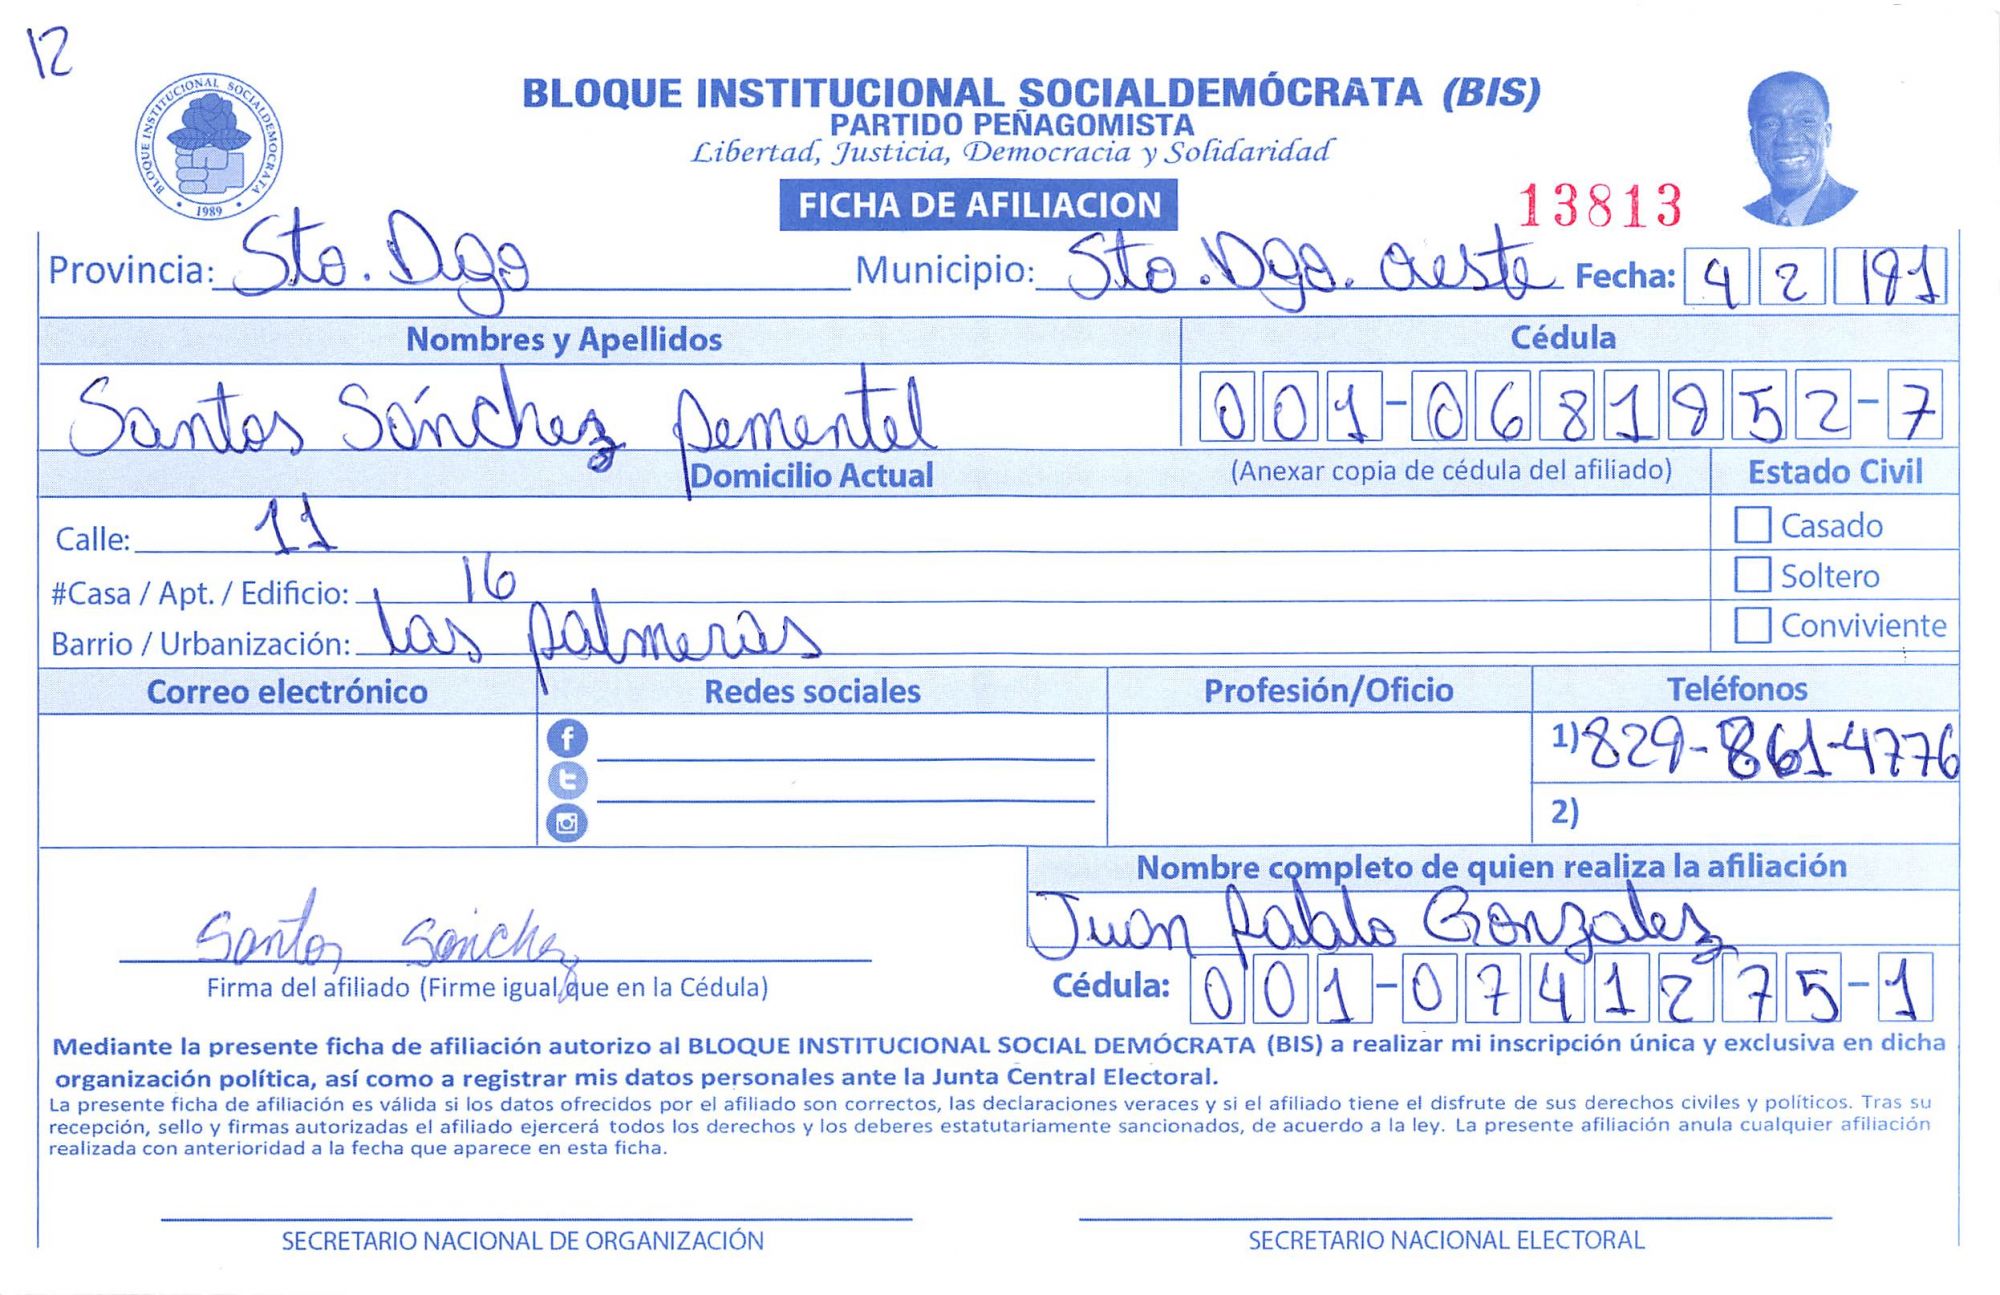 12
BLOQUE INSTITUCIONAL SOCIALDEMOCRATA
1989
BLOQUE INSTITUCIONAL SOCIALDEMÓCRATA (BIS)
PARTIDO PEÑAGOMISTA
Libertad, Justicia, Democracia y Solidaridad
FICHA DE AFILIACION
13813
Provincia: Sto. Dgo Municipio: Sto. Dgo. Oeste Fecha: 4 2 191
Nombres y Apellidos Cédula
Santos Sánchez pementel 001-0681952-7
Domicilio Actual (Anexar copia de cédula del afiliado) Estado Civil
Calle: 11 Casado
#Casa / Apt. / Edificio: 16 Soltero
Barrio / Urbanización: las palmeras Conviviente
Correo electrónico Redes sociales Profesión/Oficio Teléfonos
1) 829-861-4776
2)
Nombre completo de quien realiza la afiliación
Juan pablo Gonzalez
Santos Sánchez
Firma del afiliado (Firme igual que en la Cédula) Cédula: 001-0741275-1
Mediante la presente ficha de afiliación autorizo al BLOQUE INSTITUCIONAL SOCIAL DEMÓCRATA (BIS) a realizar mi inscripción única y exclusiva en dicha
organización política, así como a registrar mis datos personales ante la Junta Central Electoral.
La presente ficha de afiliación es válida si los datos ofrecidos por el afiliado son correctos, las declaraciones veraces y si el afiliado tiene el disfrute de sus derechos civiles y políticos. Tras su
recepción, sello y firmas autorizadas el afiliado ejercerá todos los derechos y los deberes estatutariamente sancionados, de acuerdo a la ley. La presente afiliación anula cualquier afiliación
realizada con anterioridad a la fecha que aparece en esta ficha.
SECRETARIO NACIONAL DE ORGANIZACIÓN SECRETARIO NACIONAL ELECTORAL